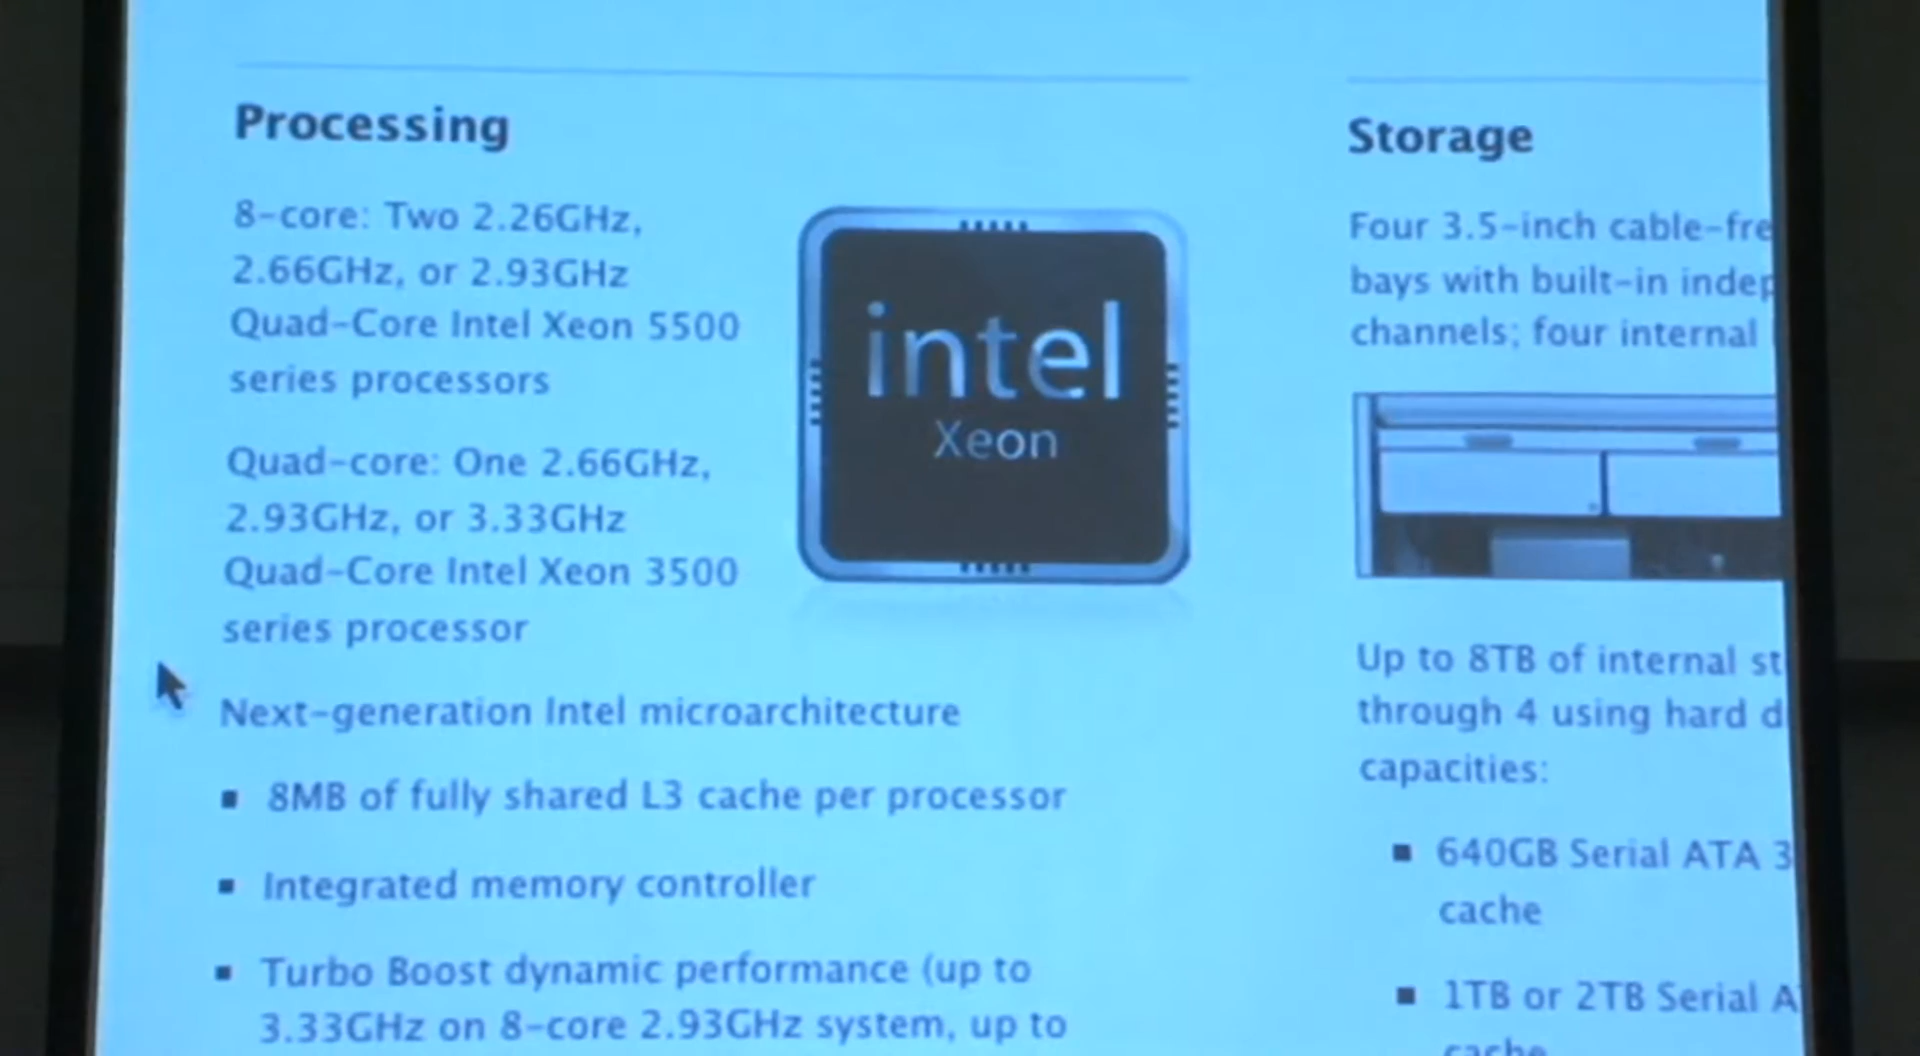 Processing
8-core: Two 2.26GHz,
2.66GHz, or 2.93GHz
Quad-Core Intel Xeon 5500
series processors
Quad-core: One 2.66GHz,
2.93GHz, or 3.33GHz
Quad-Core Intel Xeon 3500
series processor
intel
Xeon
Next-generation Intel microarchitecture
8MB of fully shared L3 cache per processor
Integrated memory controller
Turbo Boost dynamic performance (up to
3.33GHz on 8-core 2.93GHz system, up to
Storage
Four 3.5-inch cable-fre
bays with built-in indep
channels; four internal
Up to 8TB of internal st
through 4 using hard d
capacities:
640GB Serial ATA 3
cache
1TB or 2TB Serial A
cache